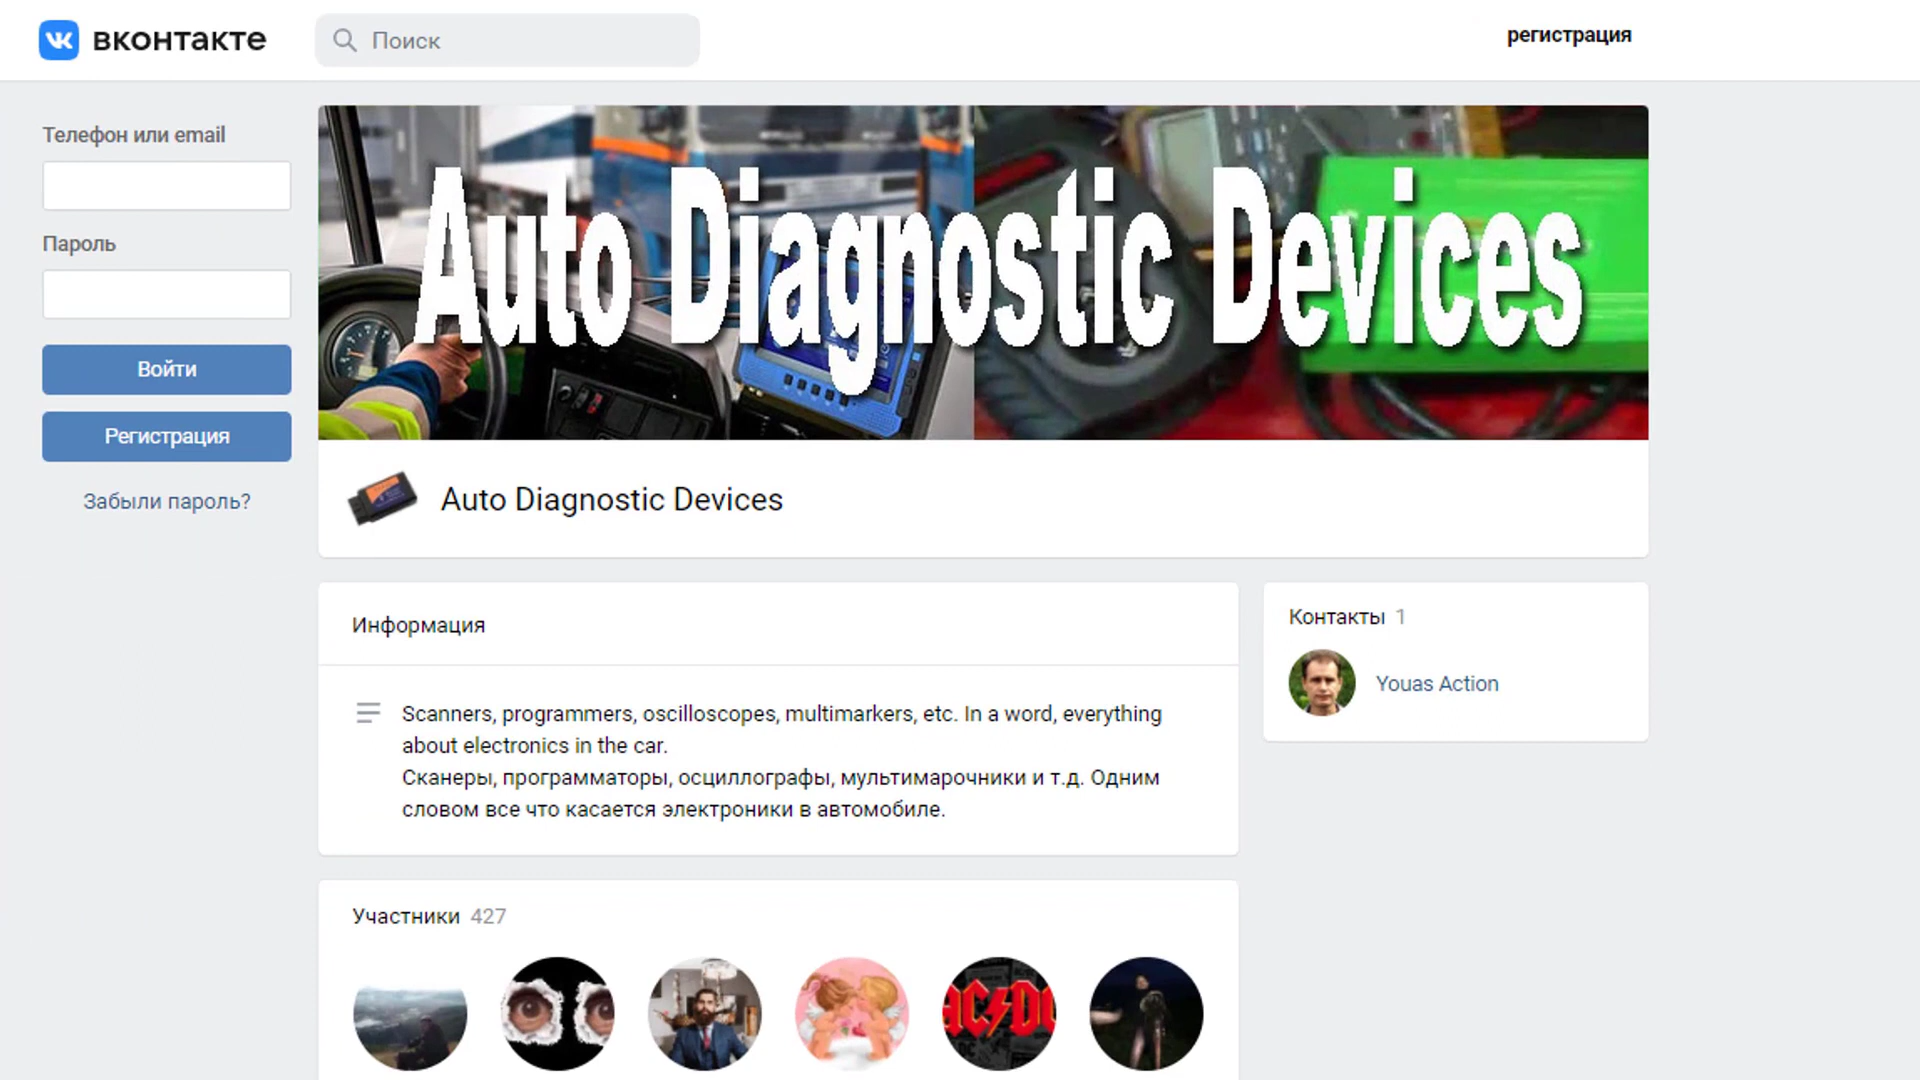 вконтакте
Поиск
регистрация
Телефон или email
Пароль
Войти
Регистрация
Забыли пароль?
Auto Diagnostic Devices
Auto Diagnostic Devices
Информация
Scanners, programmers, oscilloscopes, multimarkers, etc. In a word, everything
about electronics in the car.
Сканеры, программаторы, осциллографы, мультимарочники и т.д. Одним
словом все что касается электроники в автомобиле.
Контакты 1
Youas Action
Участники 427
AC/DC